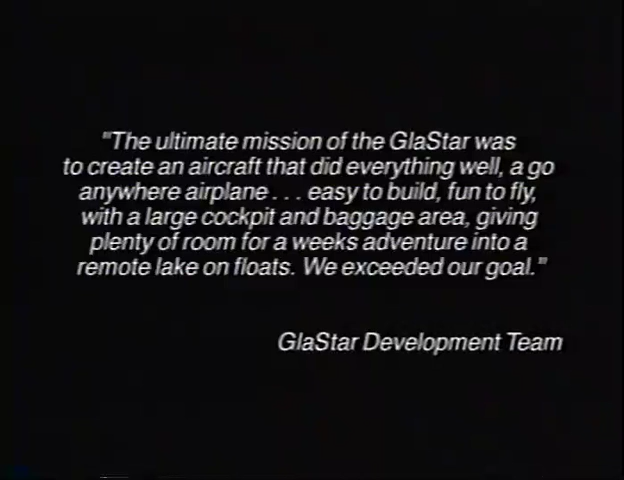 "The ultimate mission of the GlaStar was
to create an aircraft that did everything well, a go
anywhere airplane . . . easy to build, fun to fly,
with a large cockpit and baggage area, giving
plenty of room for a weeks adventure into a
remote lake on floats. We exceeded our goal."
GlaStar Development Team